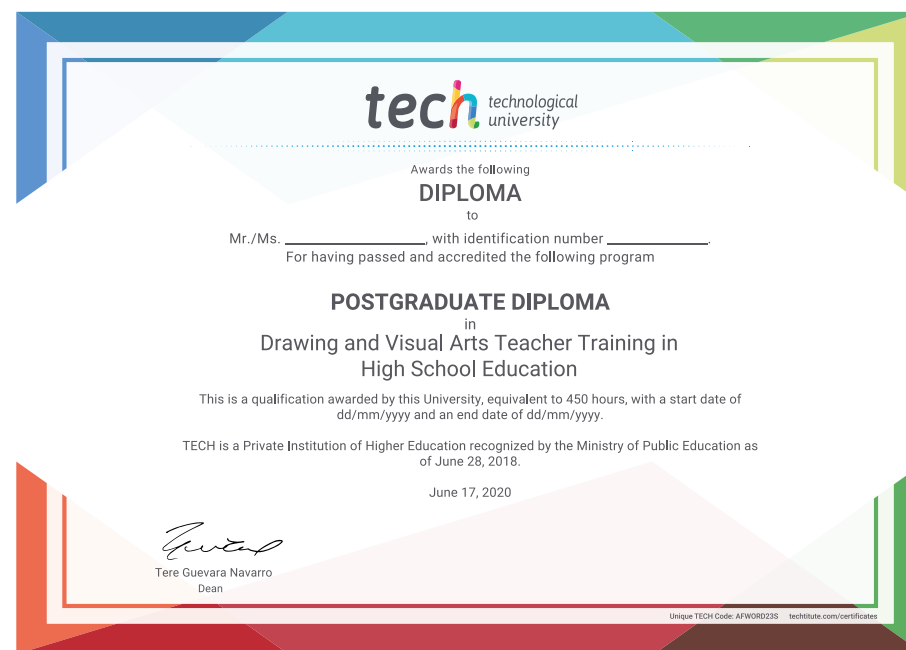 tech technological
university
Awards the following
DIPLOMA
to
Mr./Ms. ________________, with identification number ____________.
For having passed and accredited the following program
POSTGRADUATE DIPLOMA
in
Drawing and Visual Arts Teacher Training in
High School Education
This is a qualification awarded by this University, equivalent to 450 hours, with a start date of
dd/mm/yyyy and an end date of dd/mm/yyyy.
TECH is a Private Institution of Higher Education recognized by the Ministry of Public Education as
of June 28, 2018.
June 17, 2020
Tere Guevara Navarro
Dean
Unique TECH Code: AFWORD23S techtitute.com/certificates